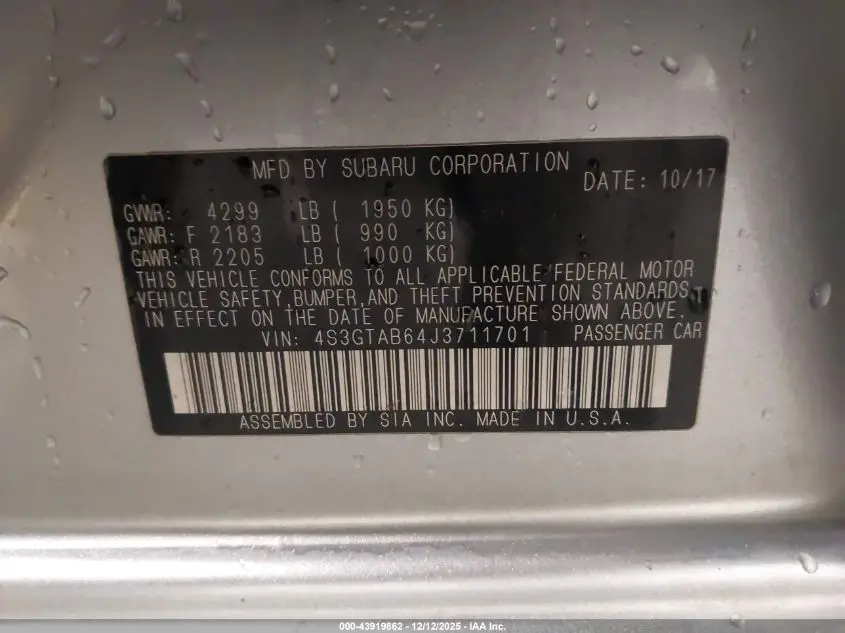 MFD BY SUBARU CORPORATION
DATE: 10/17
GVWR: 4299 LB ( 1950 KG)
GAWR: F 2183 LB ( 990 KG)
GAWR: R 2205 LB ( 1000 KG)
THIS VEHICLE CONFORMS TO ALL APPLICABLE FEDERAL MOTOR
VEHICLE SAFETY,BUMPER,AND THEFT PREVENTION STANDARDS
IN EFFECT ON THE DATE OF MANUFACTURE SHOWN ABOVE.
VIN: 4S3GTAB64J3711701 PASSENGER CAR
ASSEMBLED BY SIA INC. MADE IN U.S.A.
000-43919862 - 12/12/2025 - IAA Inc.